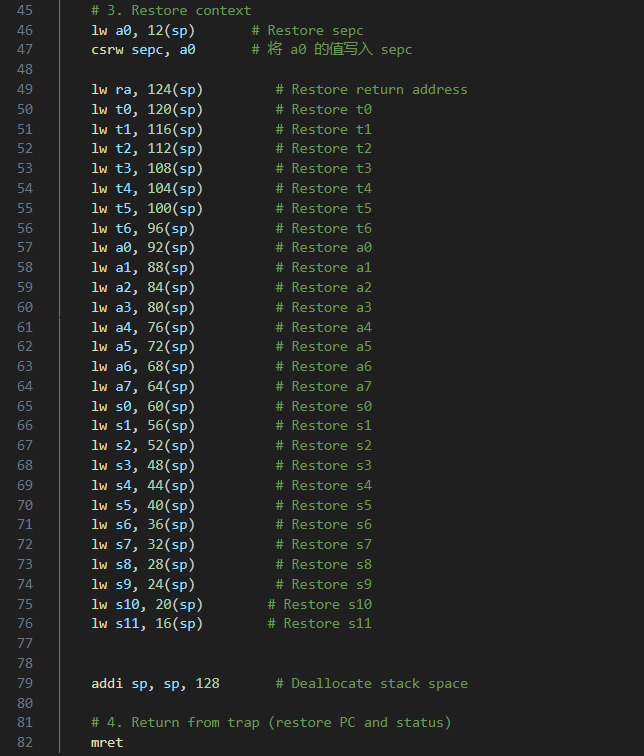 45 # 3. Restore context
46 lw a0, 12(sp) # Restore sepc
47 csrw sepc, a0 # 将 a0 的值写入 sepc
48
49 lw ra, 124(sp) # Restore return address
50 lw t0, 120(sp) # Restore t0
51 lw t1, 116(sp) # Restore t1
52 lw t2, 112(sp) # Restore t2
53 lw t3, 108(sp) # Restore t3
54 lw t4, 104(sp) # Restore t4
55 lw t5, 100(sp) # Restore t5
56 lw t6, 96(sp) # Restore t6
57 lw a0, 92(sp) # Restore a0
58 lw a1, 88(sp) # Restore a1
59 lw a2, 84(sp) # Restore a2
60 lw a3, 80(sp) # Restore a3
61 lw a4, 76(sp) # Restore a4
62 lw a5, 72(sp) # Restore a5
63 lw a6, 68(sp) # Restore a6
64 lw a7, 64(sp) # Restore a7
65 lw s0, 60(sp) # Restore s0
66 lw s1, 56(sp) # Restore s1
67 lw s2, 52(sp) # Restore s2
68 lw s3, 48(sp) # Restore s3
69 lw s4, 44(sp) # Restore s4
70 lw s5, 40(sp) # Restore s5
71 lw s6, 36(sp) # Restore s6
72 lw s7, 32(sp) # Restore s7
73 lw s8, 28(sp) # Restore s8
74 lw s9, 24(sp) # Restore s9
75 lw s10, 20(sp) # Restore s10
76 lw s11, 16(sp) # Restore s11
77
78
79 addi sp, sp, 128 # Deallocate stack space
80
81 # 4. Return from trap (restore PC and status)
82 mret